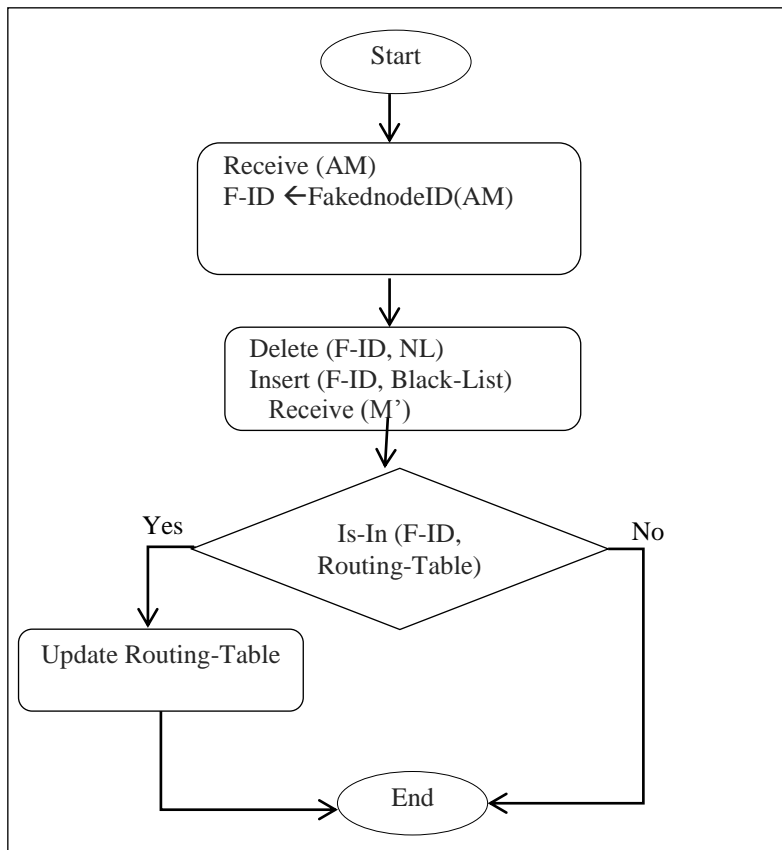 Start
Receive (AM)
F-ID ←FakednodeID(AM)
Delete (F-ID, NL)
Insert (F-ID, Black-List)
Receive (M’)
Yes
Is-In (F-ID,
Routing-Table)
No
Update Routing-Table
End